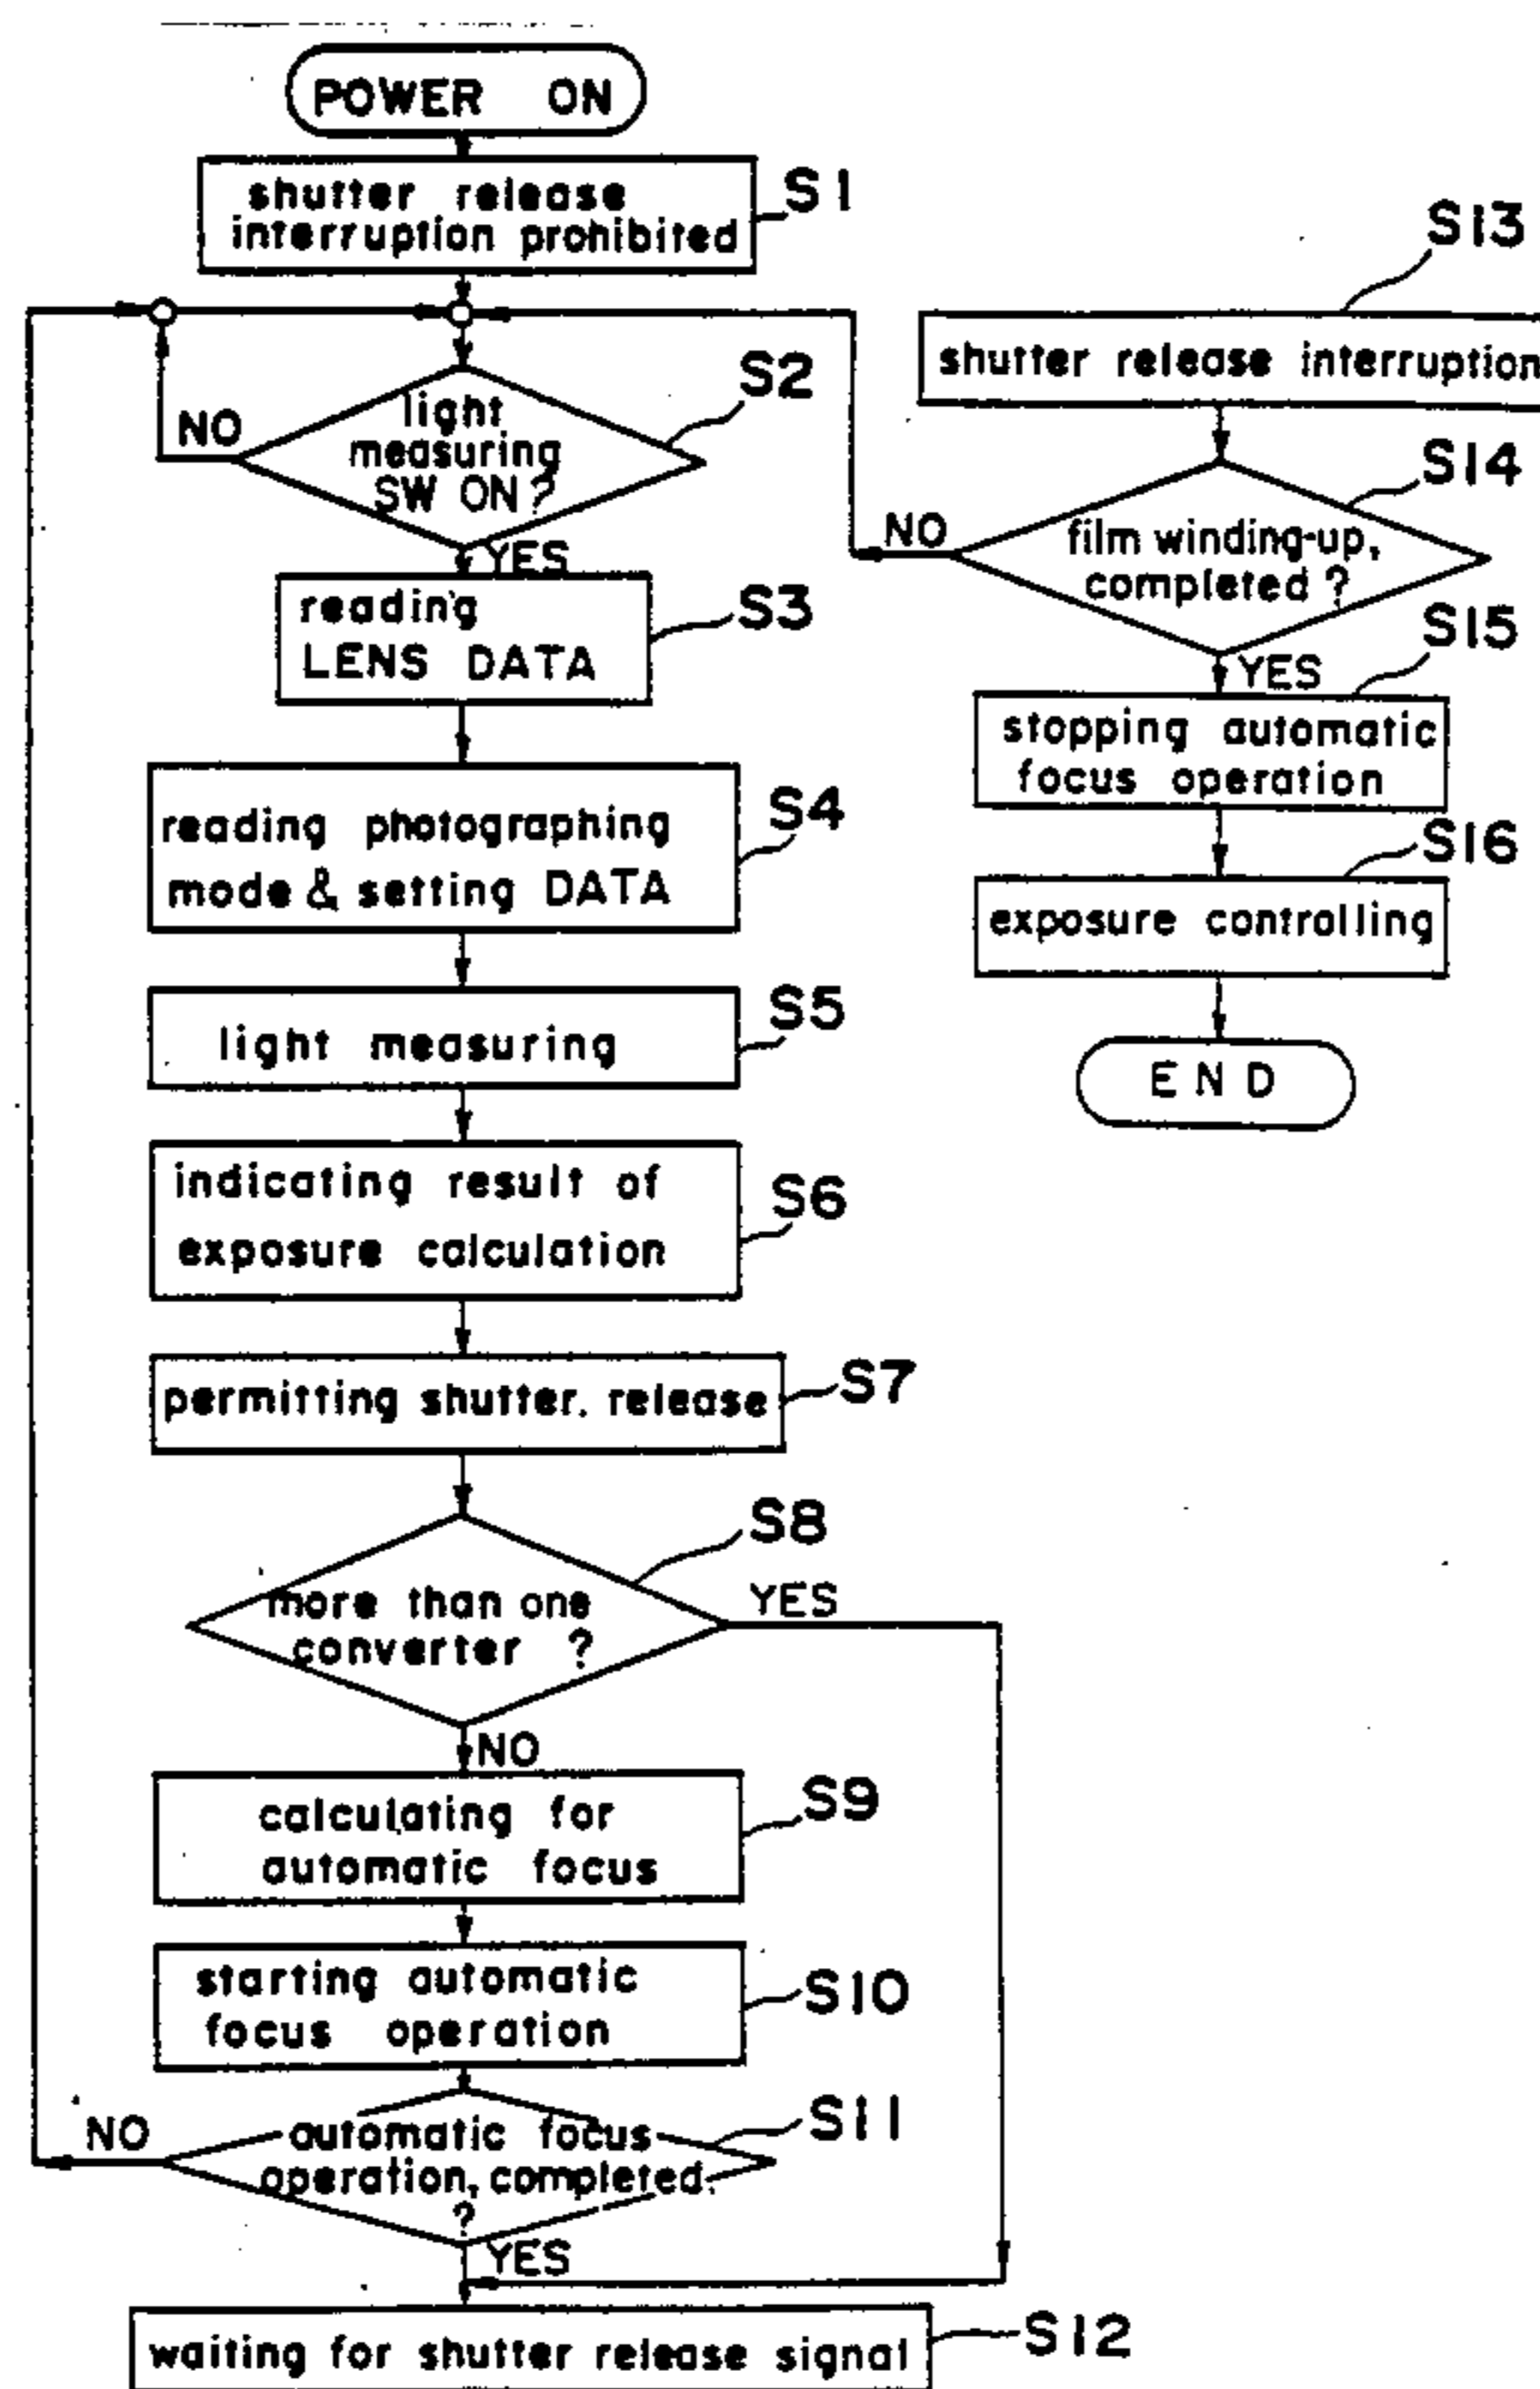 POWER ON
shutter release
interruption prohibited
S1
light
measuring
SW ON?
S2
NO
YES
reading
LENS DATA
S3
reading photographing
mode & setting DATA
S4
light measuring
S5
indicating result of
exposure calculation
S6
permitting shutter. release
S7
more than one
converter ?
S8
YES
NO
calculating for
automatic focus
S9
starting automatic
focus operation
S10
automatic focus
operation, completed.
?
S11
NO
YES
waiting for shutter release signal
S12
S13
shutter release interruption
S14
film winding-up,
completed ?
NO
YES
S15
stopping automatic
focus operation
S16
exposure controlling
END